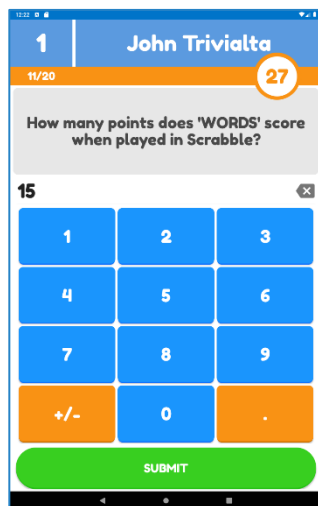 12:22
1 John Trivialta
11/20
27
How many points does 'WORDS' score
when played in Scrabble?
15
1 2 3
4 5 6
7 8 9
+/- 0 .
SUBMIT